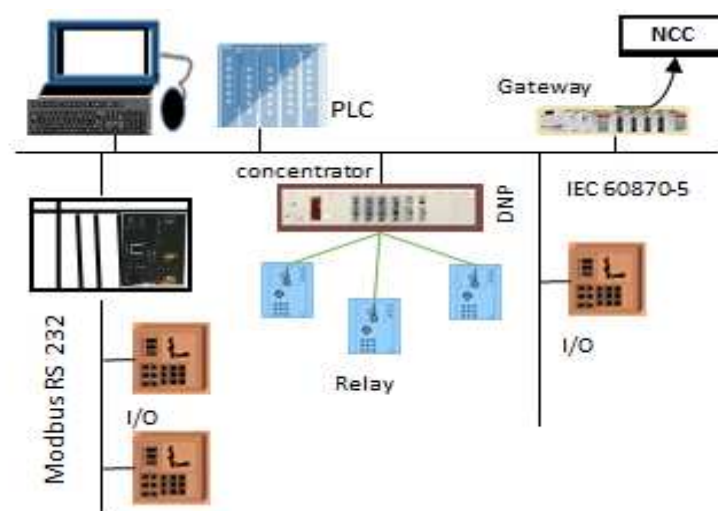 NCC
Gateway
PLC
concentrator
DNP
IEC 60870-5
Modbus RS 232
I/O
Relay
I/O